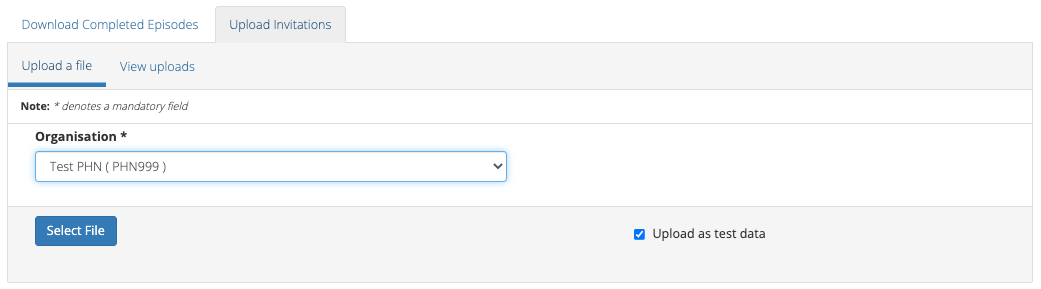 Download Completed Episodes Upload Invitations
Upload a file View uploads
Note: * denotes a mandatory field
Organisation *
Test PHN ( PHN999 )
Select File Upload as test data